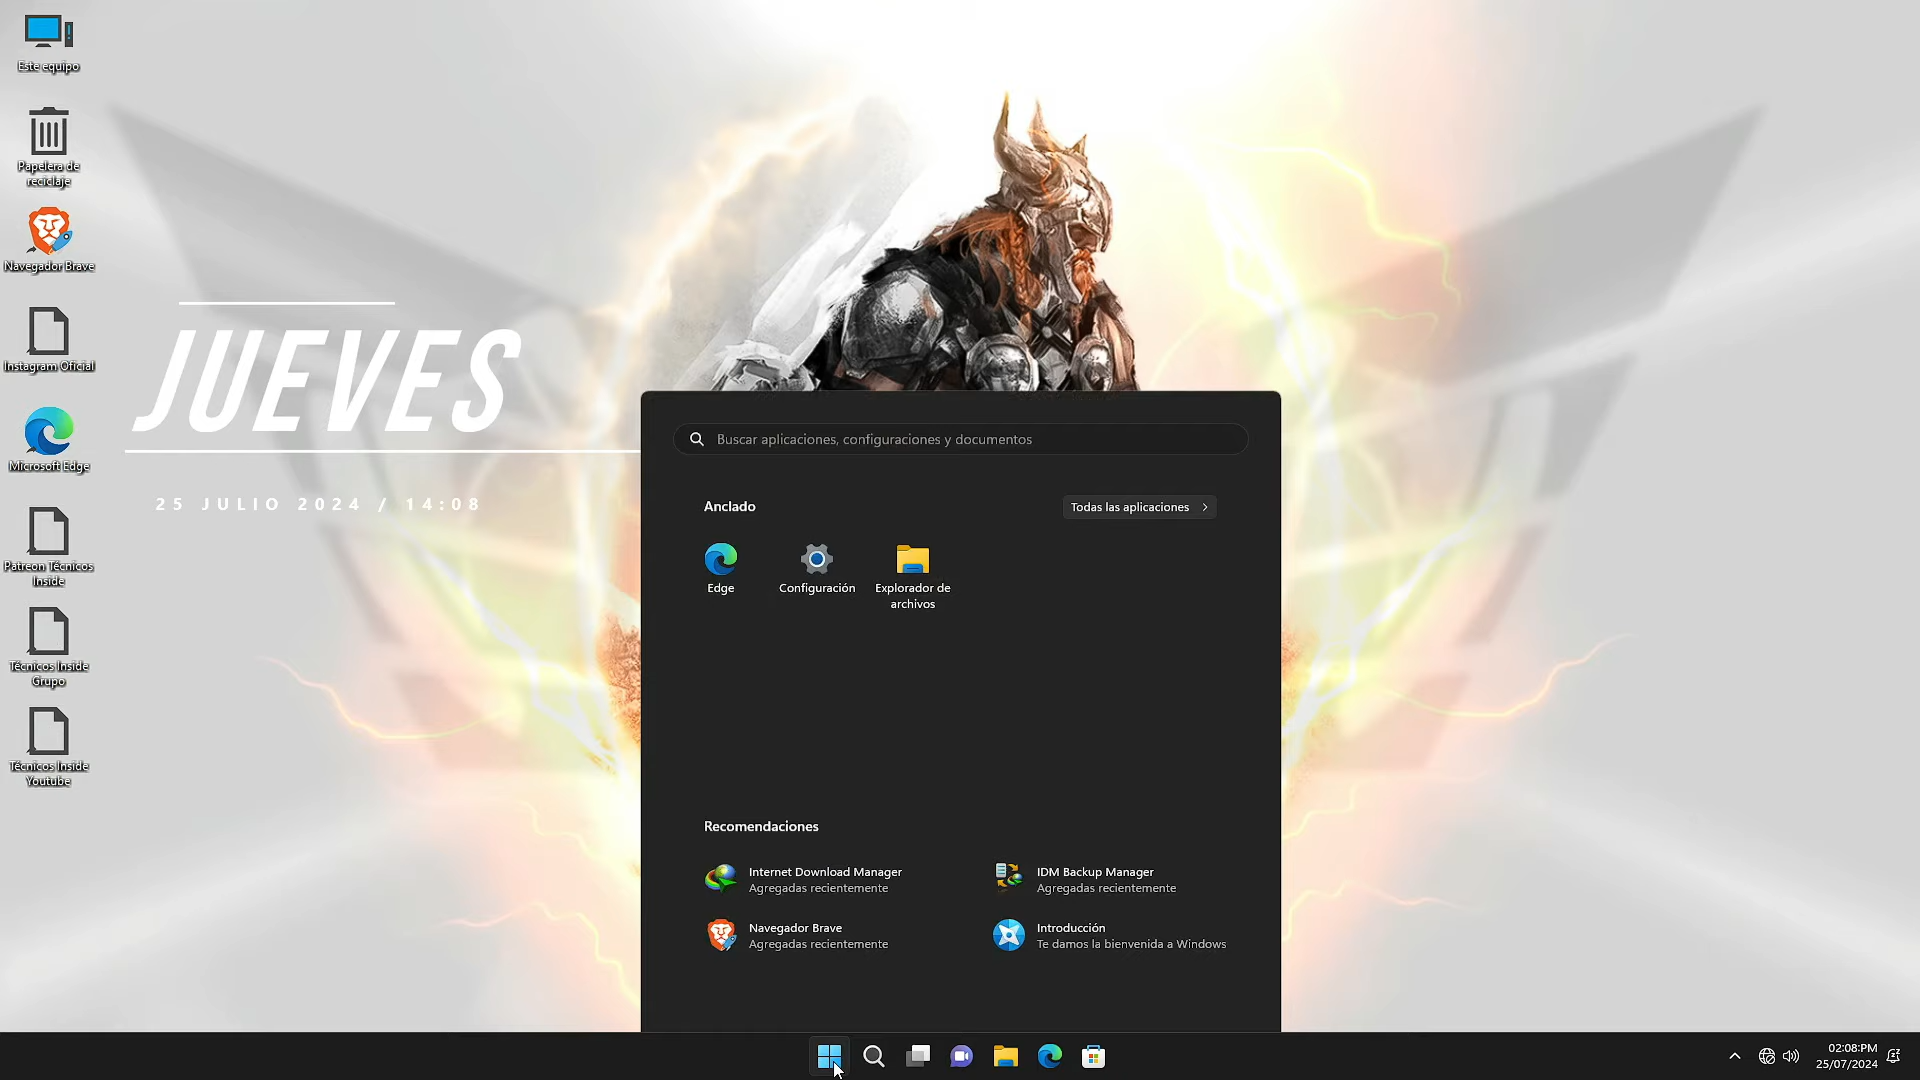 Este equipo
Papelera de
reciclaje
Navegador Brave
Instagram Oficial
Microsoft Edge
Patreon Técnicos
Inside
Técnicos Inside
Grupo
Técnicos Inside
Youtube
JUEVES
25 JULIO 2024 / 14:08
Buscar aplicaciones, configuraciones y documentos
Anclado
Todas las aplicaciones
Edge
Configuración
Explorador de
archivos
Recomendaciones
Internet Download Manager
Agregadas recientemente
IDM Backup Manager
Agregadas recientemente
Navegador Brave
Agregadas recientemente
Introducción
Te damos la bienvenida a Windows
02:08:PM
25/07/2024